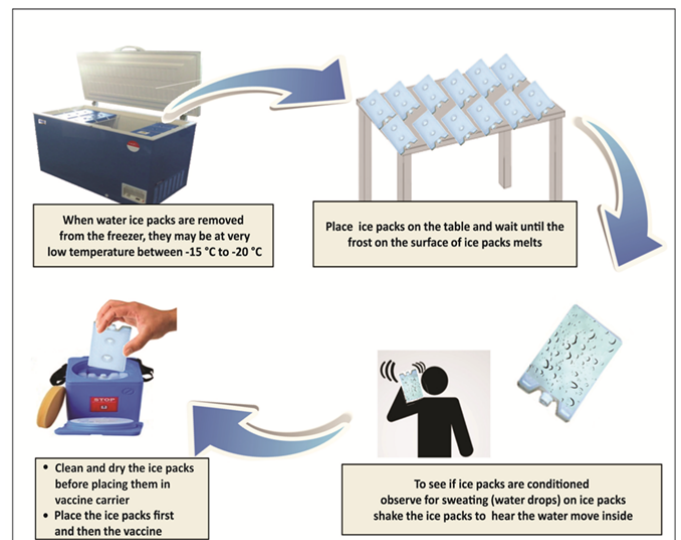 When water ice packs are removed
from the freezer, they may be at very
low temperature between -15 °C to -20 °C
Place ice packs on the table and wait until the
frost on the surface of ice packs melts
To see if ice packs are conditioned
observe for sweating (water drops) on ice packs
shake the ice packs to hear the water move inside
STOP
• Clean and dry the ice packs
before placing them in
vaccine carrier
• Place the ice packs first
and then the vaccine